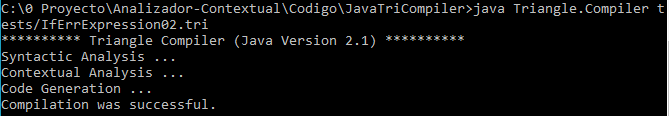 C:\0 Proyecto\Analizador-Contextual\Codigo\JavaTriCompiler>java Triangle.Compiler t
ests/IfErrExpression02.tri
********** Triangle Compiler (Java Version 2.1) **********
Syntactic Analysis ...
Contextual Analysis ...
Code Generation ...
Compilation was successful.